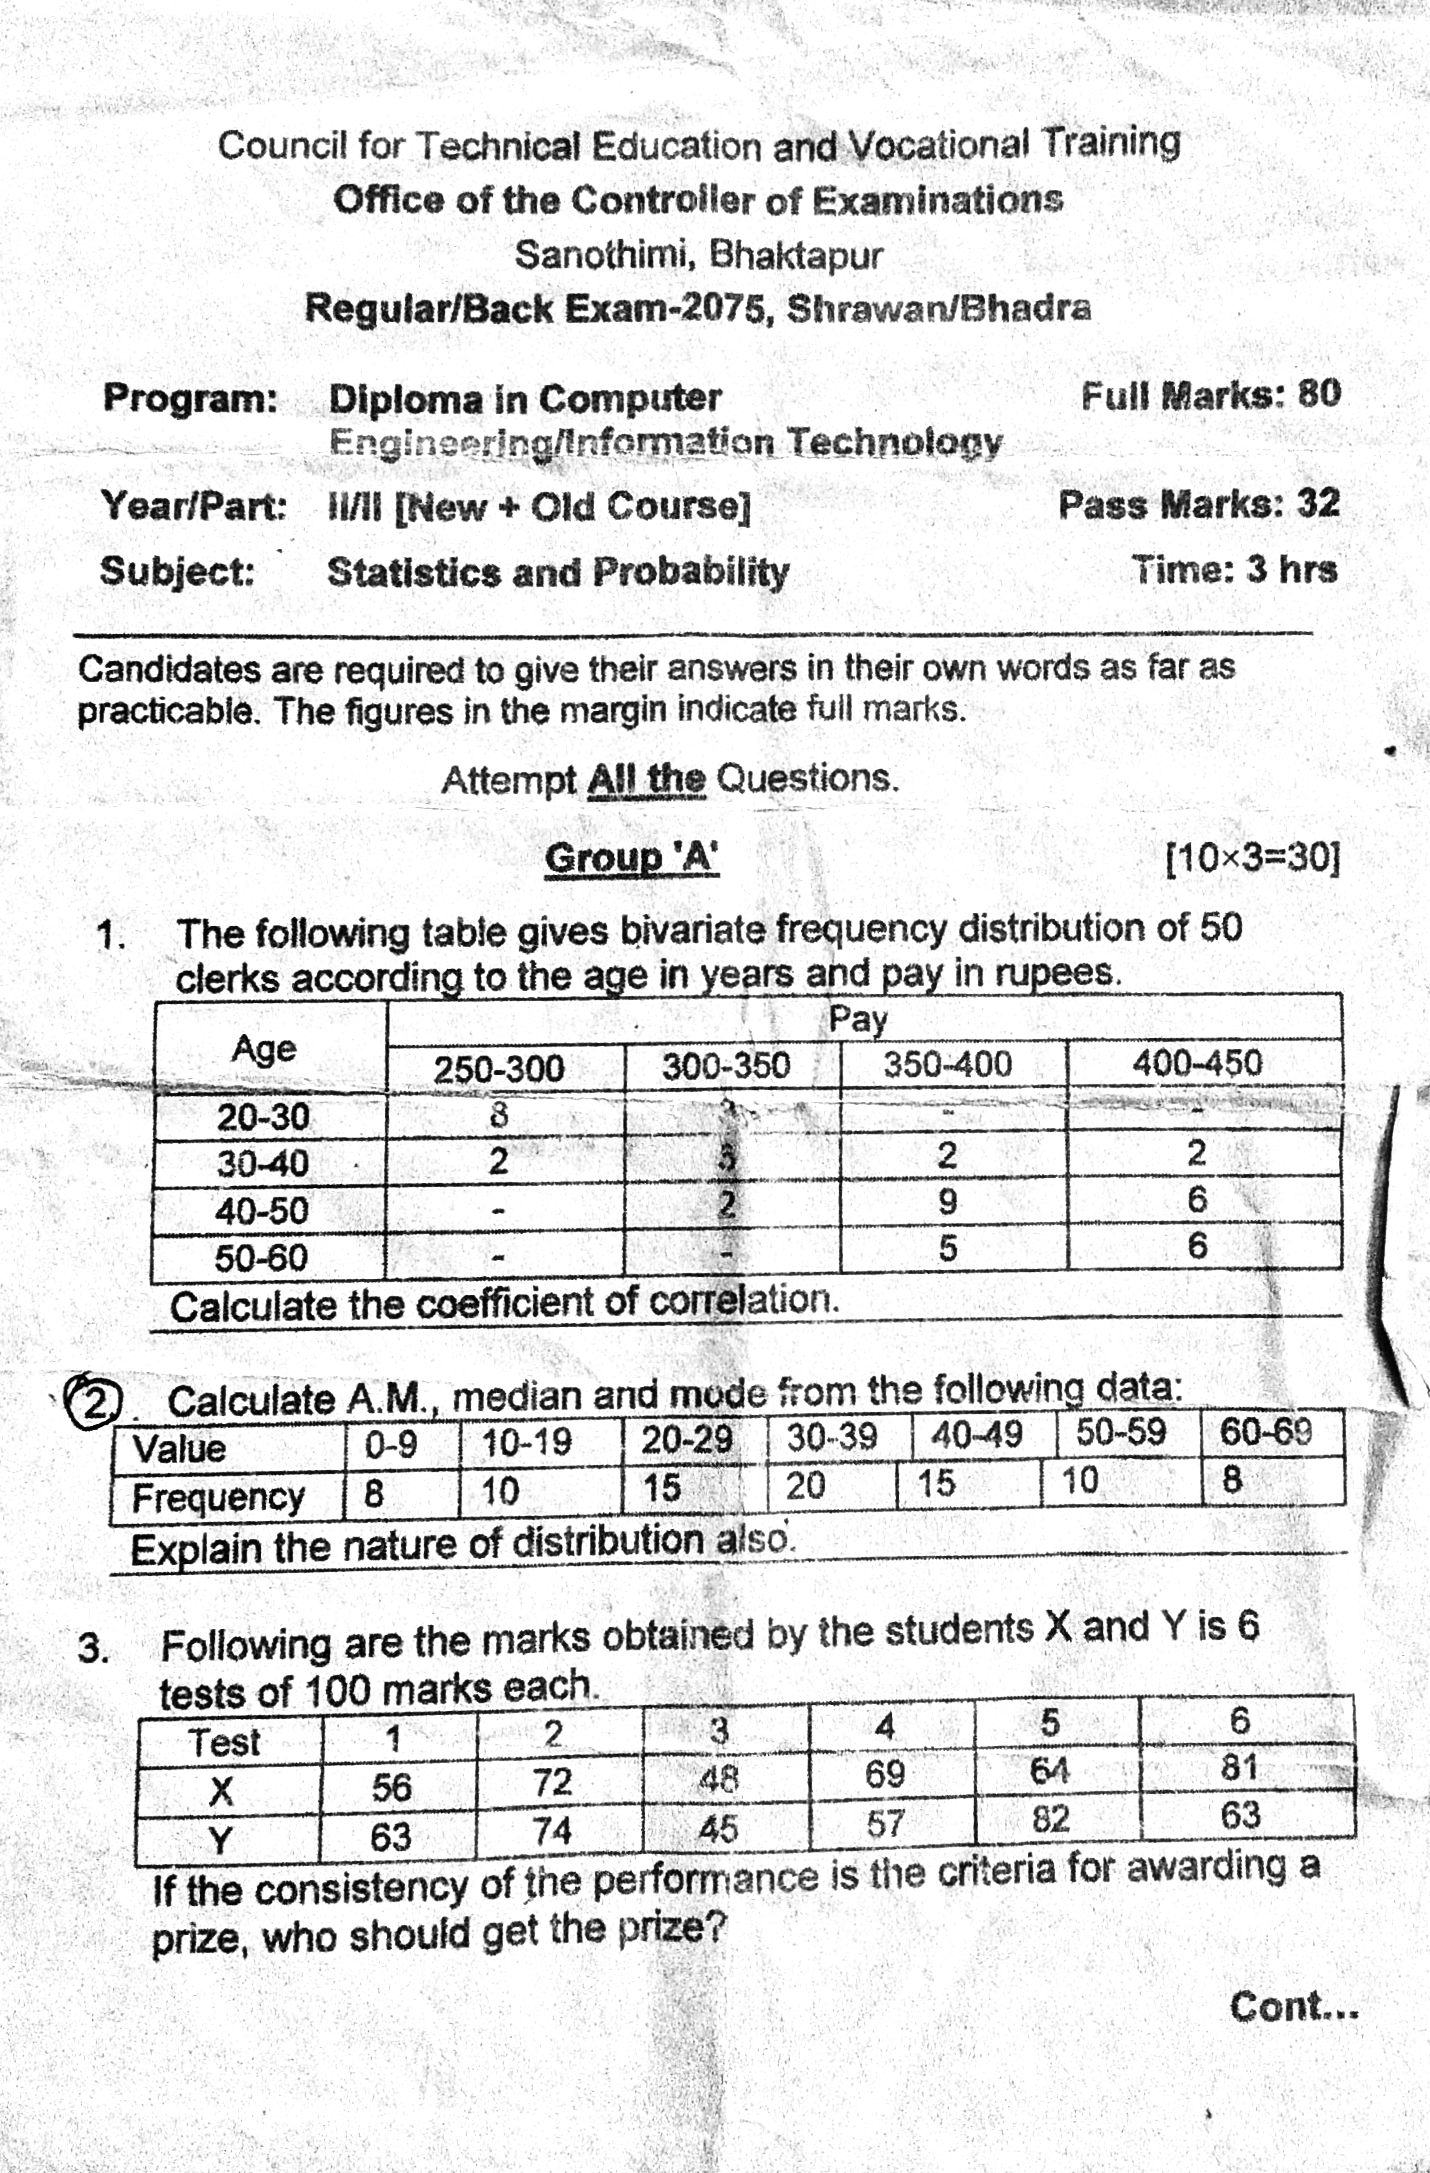 Council for Technical Education and Vocational Training
Office of the Controller of Examinations
Sanothimi, Bhaktapur
Regular/Back Exam-2075, Shrawan/Bhadra
Program: Diploma in Computer Full Marks: 80
Engineering/Information Technology
Year/Part: II/II [New + Old Course] Pass Marks: 32
Subject: Statistics and Probability Time: 3 hrs
Candidates are required to give their answers in their own words as far as
practicable. The figures in the margin indicate full marks.
Attempt All the Questions.
Group 'A' [10×3=30]
1. The following table gives bivariate frequency distribution of 50
clerks according to the age in years and pay in rupees.
Age Pay
250-300 300-350 350-400 400-450
20-30 8 - -
30-40 2 2 2
40-50 - 2 9 6
50-60 - - 5 6
Calculate the coefficient of correlation.
2. Calculate A.M., median and mode from the following data:
Value 0-9 10-19 20-29 30-39 40-49 50-59 60-69
Frequency 8 10 15 20 15 10 8
Explain the nature of distribution also.
3. Following are the marks obtained by the students X and Y is 6
tests of 100 marks each.
Test 1 2 3 4 5 6
X 56 72 48 69 64 81
Y 63 74 45 57 82 63
If the consistency of the performance is the criteria for awarding a
prize, who should get the prize?
Cont...